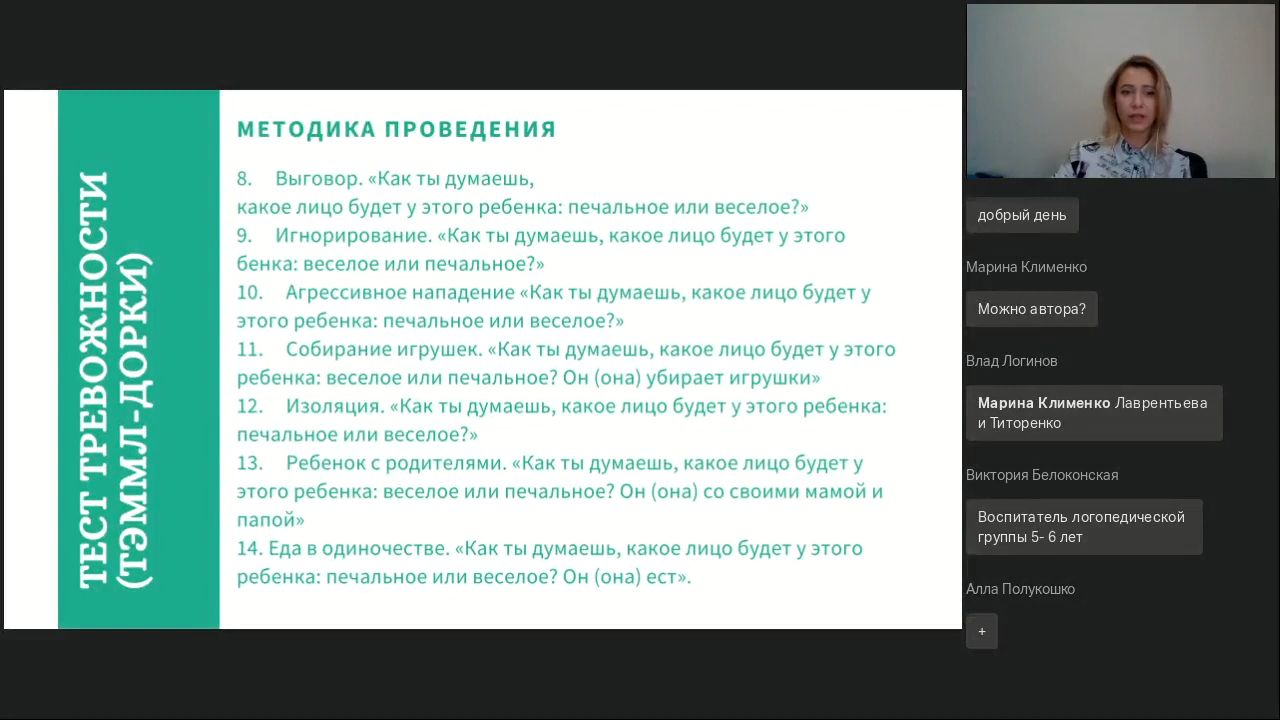 ТЕСТ ТРЕВОЖНОСТИ
(ТЭММЛ-ДОРКИ)
МЕТОДИКА ПРОВЕДЕНИЯ
8. Выговор. «Как ты думаешь,
какое лицо будет у этого ребенка: печальное или веселое?»
9. Игнорирование. «Как ты думаешь, какое лицо будет у этого
бенка: веселое или печальное?»
10. Агрессивное нападение «Как ты думаешь, какое лицо будет у
этого ребенка: печальное или веселое?»
11. Собирание игрушек. «Как ты думаешь, какое лицо будет у этого
ребенка: веселое или печальное? Он (она) убирает игрушки»
12. Изоляция. «Как ты думаешь, какое лицо будет у этого ребенка:
печальное или веселое?»
13. Ребенок с родителями. «Как ты думаешь, какое лицо будет у
этого ребенка: веселое или печальное? Он (она) со своими мамой и
папой»
14. Еда в одиночестве. «Как ты думаешь, какое лицо будет у этого
ребенка: печальное или веселое? Он (она) ест».
добрый день
Марина Клименко
Можно автора?
Влад Логинов
Марина Клименко Лаврентьева
и Титоренко
Виктория Белоконская
Воспитатель логопедической
группы 5- 6 лет
Алла Полукошко
+